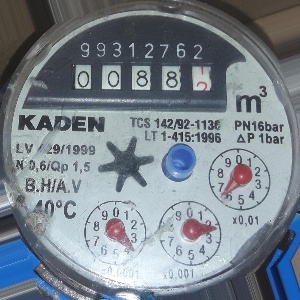 99312762
0088
m³
KADEN
TCS 142/92-1136 PN16bar
LT 1-415:1996 ΔP 1bar
LV 29/1999
N 0,6/Qp 1,5
B.H/A.V
40°C
x0,01
x0,001
x0,0001